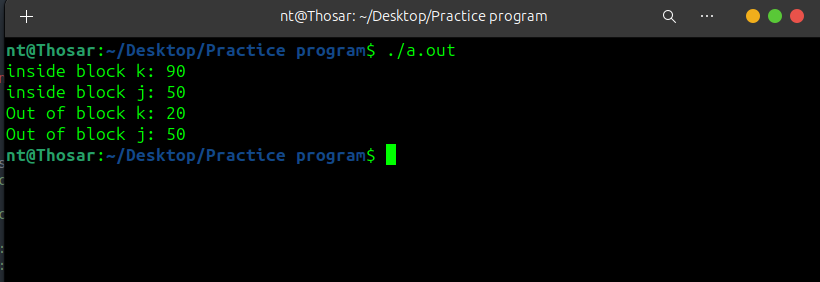 nt@Thosar: ~/Desktop/Practice program
nt@Thosar:~/Desktop/Practice program$ ./a.out
inside block k: 90
inside block j: 50
Out of block k: 20
Out of block j: 50
nt@Thosar:~/Desktop/Practice program$